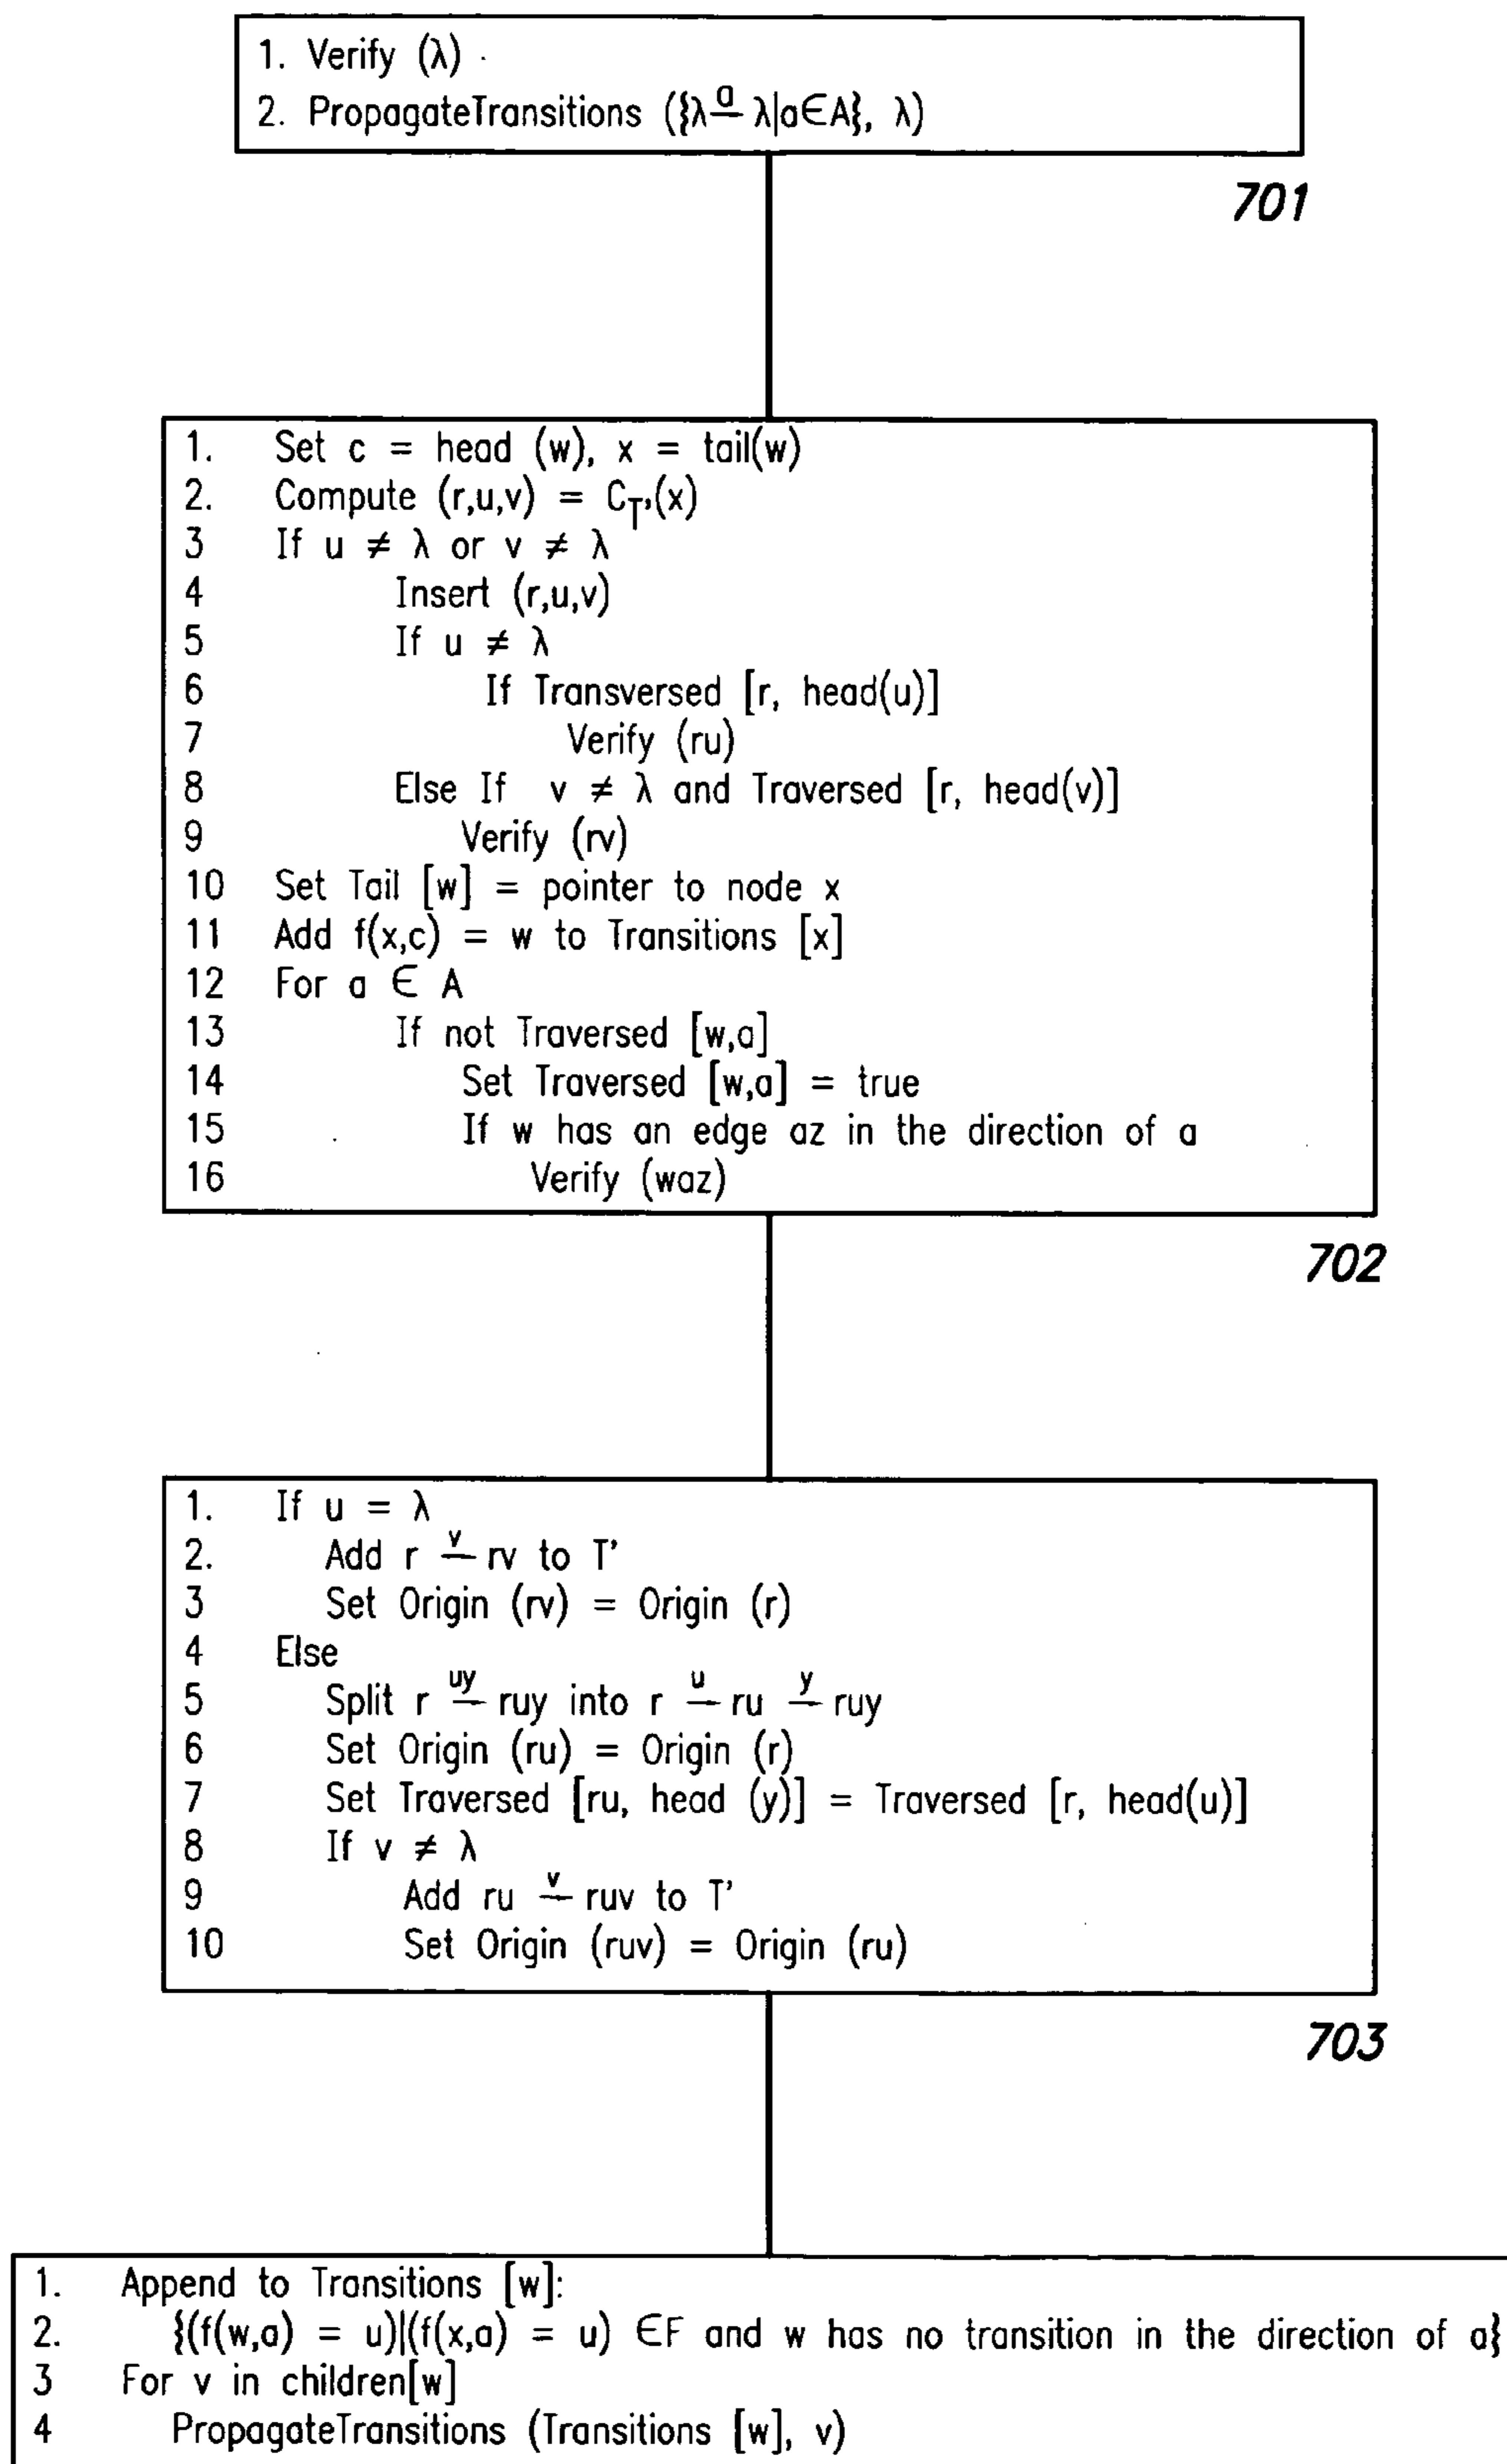 1. Verify (λ)
2. PropagateTransitions ({λ a λ|a∈A}, λ)
701
1. Set c = head (w), x = tail(w)
2. Compute (r,u,v) = C_T'(x)
3 If u ≠ λ or v ≠ λ
4 Insert (r,u,v)
5 If u ≠ λ
6 If Transversed [r, head(u)]
7 Verify (ru)
8 Else If v ≠ λ and Traversed [r, head(v)]
9 Verify (rv)
10 Set Tail [w] = pointer to node x
11 Add f(x,c) = w to Transitions [x]
12 For a ∈ A
13 If not Traversed [w,a]
14 Set Traversed [w,a] = true
15 If w has an edge az in the direction of a
16 Verify (waz)
702
1. If u = λ
2. Add r v rv to T'
3 Set Origin (rv) = Origin (r)
4 Else
5 Split r uy ruy into r u ru y ruy
6 Set Origin (ru) = Origin (r)
7 Set Traversed [ru, head (y)] = Traversed [r, head(u)]
8 If v ≠ λ
9 Add ru v ruv to T'
10 Set Origin (ruv) = Origin (ru)
703
1. Append to Transitions [w]:
2. {(f(w,a) = u)|(f(x,a) = u) ∈F and w has no transition in the direction of a}
3 For v in children[w]
4 PropagateTransitions (Transitions [w], v)